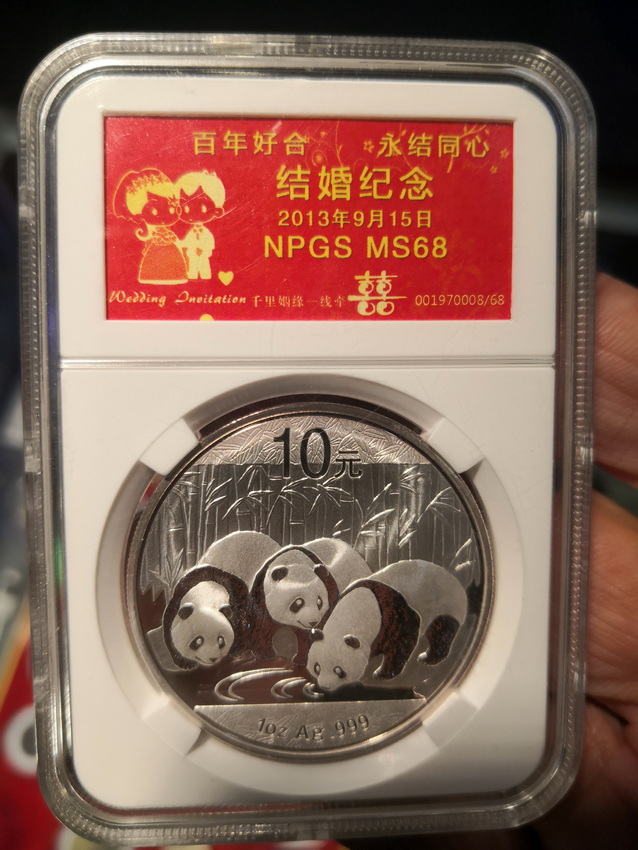 百年好合 永结同心
结婚纪念
2013年9月15日
NPGS MS68
Wedding Invitation 千里姻缘一线牵 囍 001970008/68
10元
1oz Ag .999